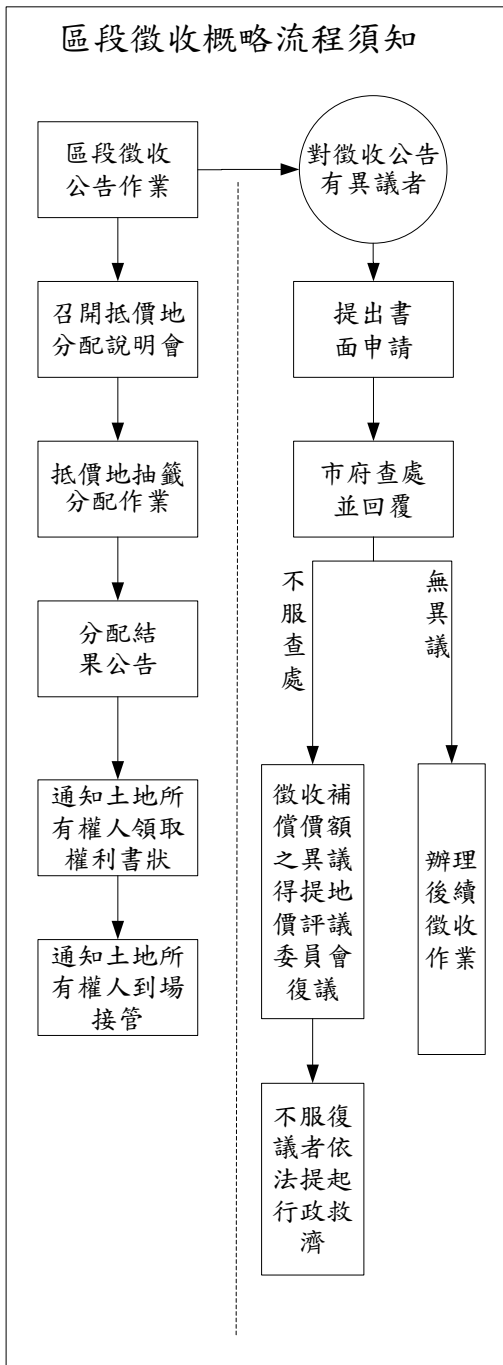 區段徵收概略流程須知
區段徵收
公告作業
召開抵價地
分配說明會
抵價地抽籤
分配作業
分配結
果公告
通知土地所
有權人領取
權利書狀
通知土地所
有權人到場
接管
對徵收公告
有異議者
提出書
面申請
市府查處
並回覆
不服查處
無異議
徵收補
償價額
之異議
得提地
價評議
委員會
復議
辦理
後續
徵收
作業
不服復
議者依
法提起
行政救
濟